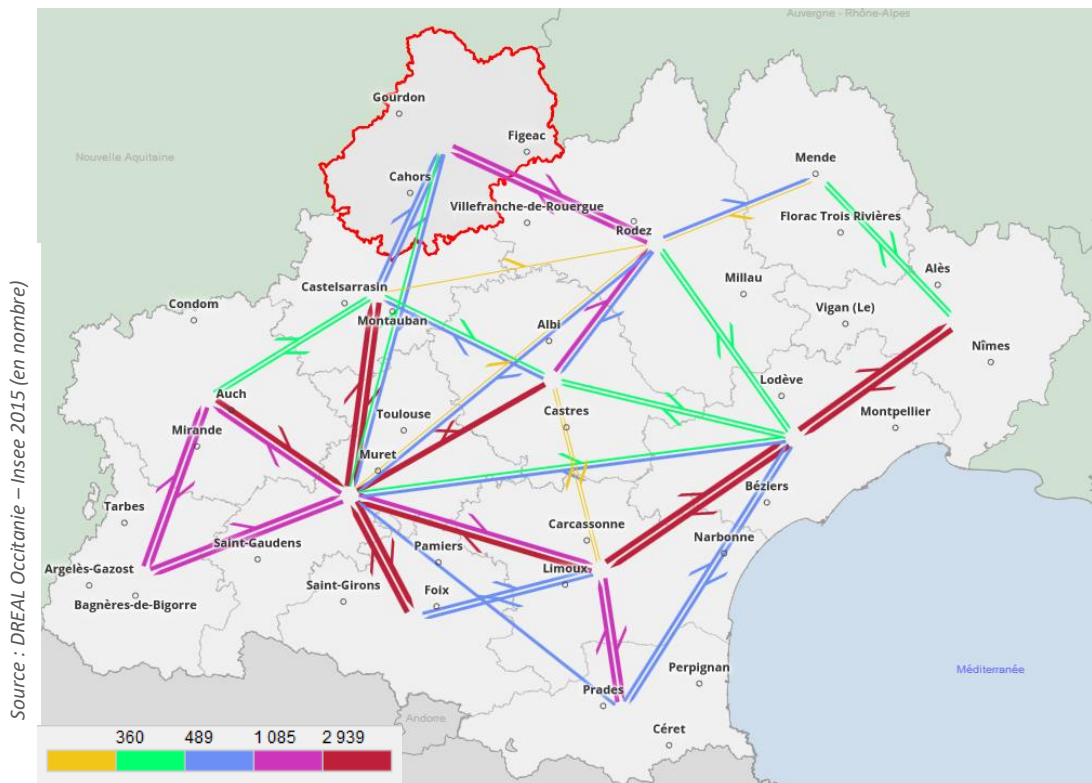 Auvergne - Rhône-Alpes
Nouvelle Aquitaine
Gourdon
Figeac
Cahors
Mende
Villefranche-de-Rouergue
Rodez
Florac Trois Rivières
Castelsarrasin
Condom
Montauban
Millau
Alès
Vigan (Le)
Albi
Nîmes
Auch
Lodève
Toulouse
Castres
Montpellier
Mirande
Muret
Béziers
Tarbes
Carcassonne
Saint-Gaudens
Pamiers
Narbonne
Argelès-Gazost
Saint-Girons
Limoux
Foix
Bagnères-de-Bigorre
Perpignan
Méditerranée
Prades
Andorre
Céret
Source : DREAL Occitanie – Insee 2015 (en nombre)
360 489 1 085 2 939